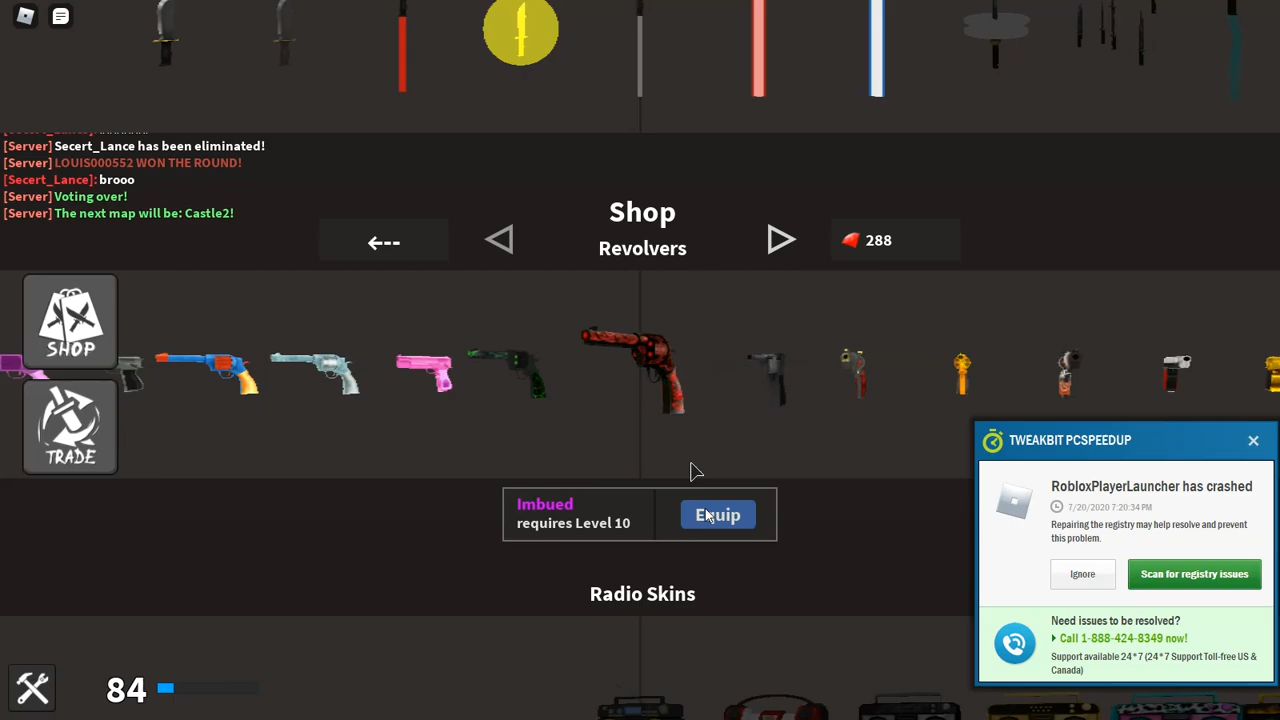 [Server] Secert_Lance has been eliminated!
[Server] LOUIS000552 WON THE ROUND!
[Secert_Lance]: brooo
[Server] Voting over!
[Server] The next map will be: Castle2!
Shop
<---
Revolvers
288
SHOP
TRADE
Imbued
requires Level 10
Equip
Radio Skins
84
TWEAKBIT PCSPEEDUP
RobloxPlayerLauncher has crashed
7/20/2020 7:20:34 PM
Repairing the registry may help resolve and prevent
this problem.
Ignore
Scan for registry issues
Need issues to be resolved?
Call 1-888-424-8349 now!
Support available 24*7 (24*7 Support Toll-free US &
Canada)